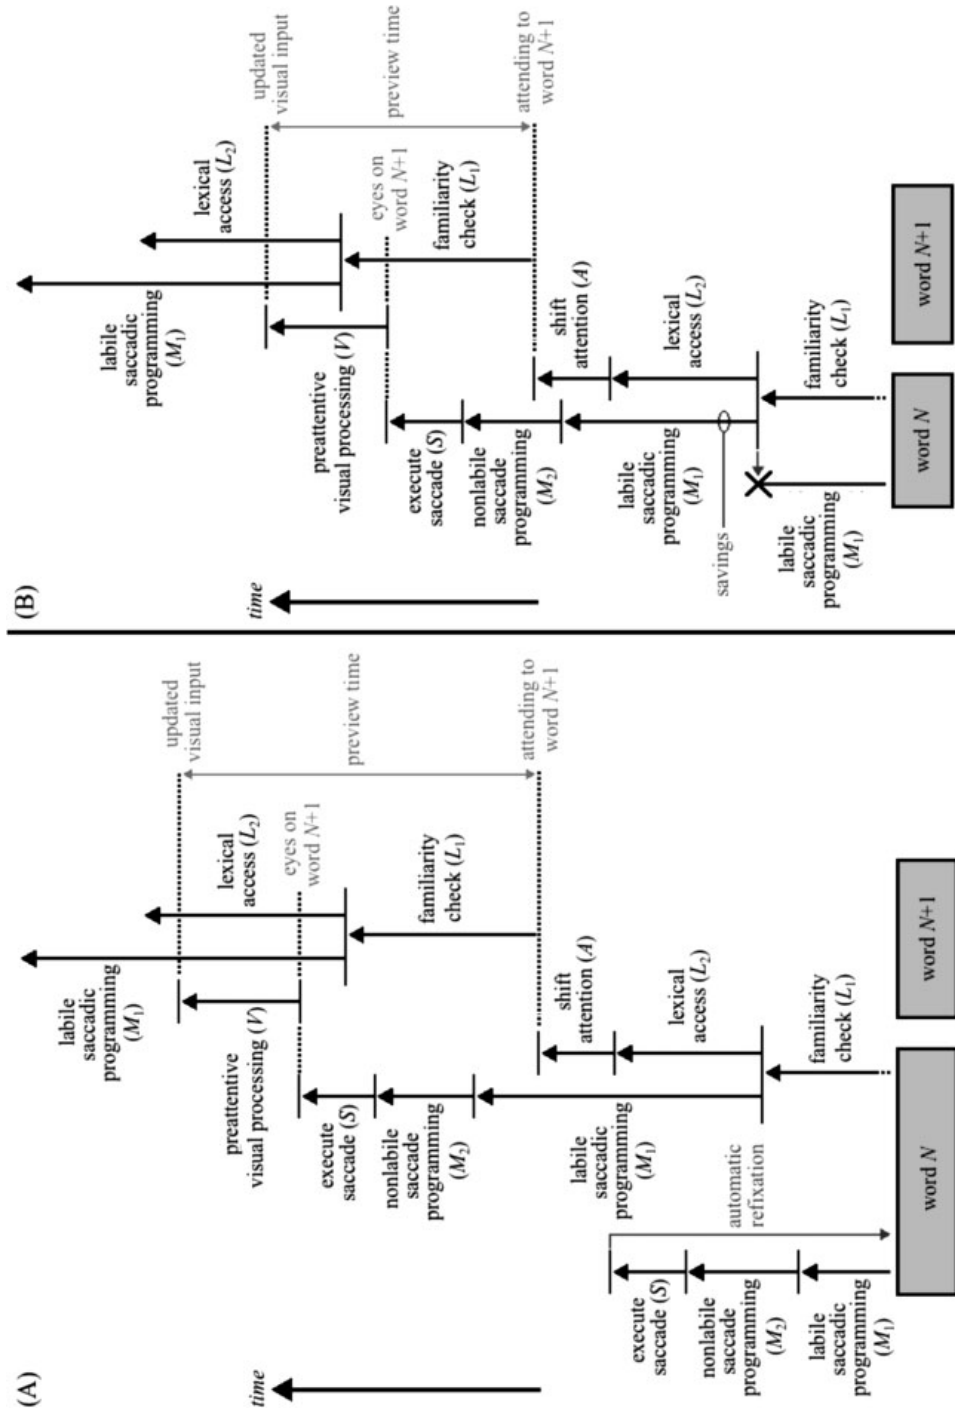 (A)
time
labile
saccadic
programming
(M₁)
preattentive
visual processing (V)
execute
saccade (S)
nonlabile
saccade
programming
(M₂)
labile
saccadic
programming
(M₁)
execute
saccade (S)
nonlabile
saccade
programming
(M₂)
labile
saccadic
programming
(M₁)
automatic
refixation
updated
visual input
lexical
access (L₂)
eyes on
word N+1
preview time
familiarity
check (L₁)
attending to
word N+1
shift
attention (A)
lexical
access (L₂)
familiarity
check (L₁)
word N
word N+1
(B)
time
labile
saccadic
programming
(M₁)
preattentive
visual processing (V)
execute
saccade (S)
nonlabile
saccade
programming
(M₂)
labile
saccadic
programming
(M₁)
savings
labile
saccadic
programming
(M₁)
updated
visual input
lexical
access (L₂)
preview time
eyes on
word N+1
familiarity
check (L₁)
attending to
word N+1
shift
attention (A)
lexical
access (L₂)
familiarity
check (L₁)
word N
word N+1